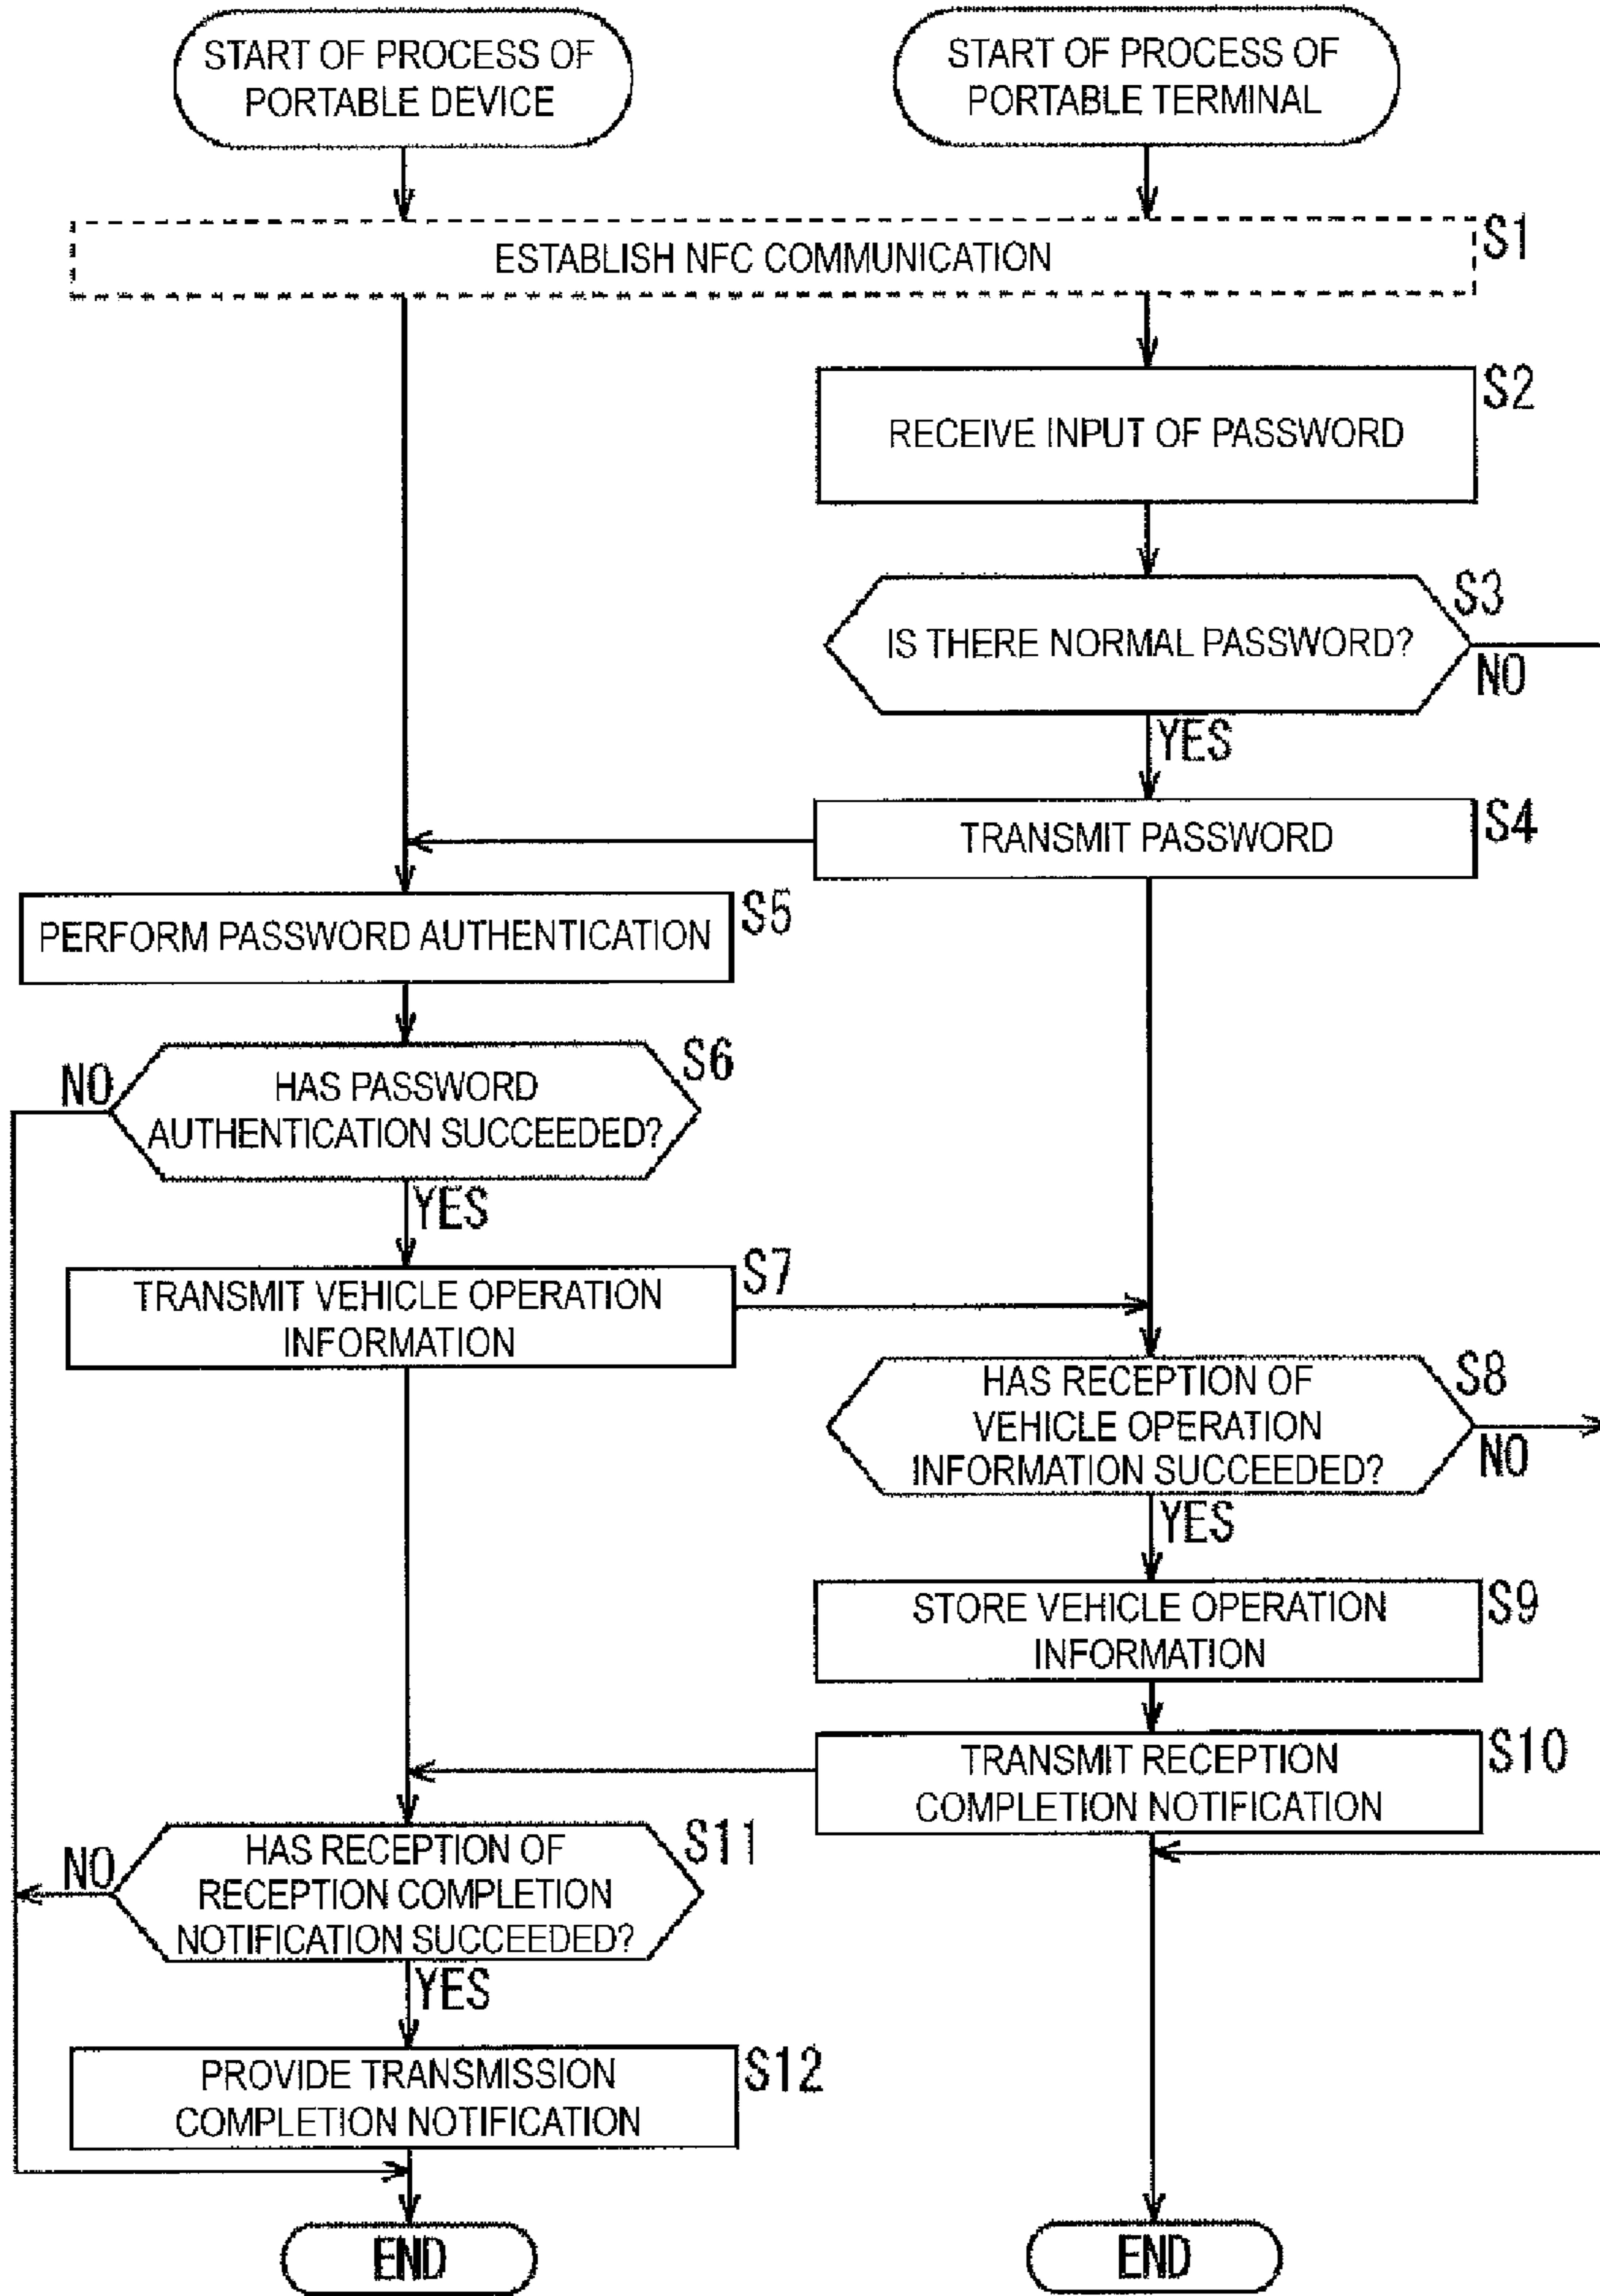 START OF PROCESS OF
PORTABLE DEVICE
START OF PROCESS OF
PORTABLE TERMINAL
ESTABLISH NFC COMMUNICATION
S1
RECEIVE INPUT OF PASSWORD
S2
IS THERE NORMAL PASSWORD?
S3
NO
YES
TRANSMIT PASSWORD
S4
PERFORM PASSWORD AUTHENTICATION
S5
HAS PASSWORD
AUTHENTICATION SUCCEEDED?
S6
NO
YES
TRANSMIT VEHICLE OPERATION
INFORMATION
S7
HAS RECEPTION OF
VEHICLE OPERATION
INFORMATION SUCCEEDED?
S8
NO
YES
STORE VEHICLE OPERATION
INFORMATION
S9
TRANSMIT RECEPTION
COMPLETION NOTIFICATION
S10
HAS RECEPTION OF
RECEPTION COMPLETION
NOTIFICATION SUCCEEDED?
S11
NO
YES
PROVIDE TRANSMISSION
COMPLETION NOTIFICATION
S12
END
END